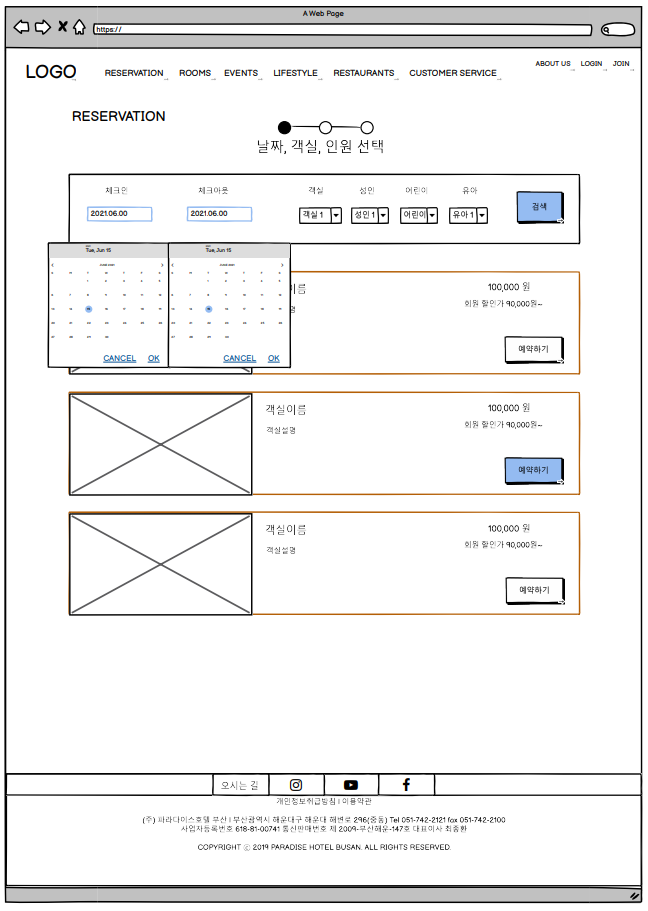 A Web Page
https://
ABOUT US LOGIN JOIN
LOGO RESERVATION ROOMS EVENTS LIFESTYLE RESTAURANTS CUSTOMER SERVICE
RESERVATION
날짜, 객실, 인원 선택
체크인 체크아웃 객실 성인 어린이 유아
2021.06.00 2021.06.00 객실 1 성인 1 어린이 유아 1 검색
Tue, Jun 15 Tue, Jun 15
CANCEL OK CANCEL OK
이름 100,000 원
회원 할인가 90,000원~
예약하기
객실이름 100,000 원
객실설명 회원 할인가 90,000원~
예약하기
객실이름 100,000 원
객실설명 회원 할인가 90,000원~
예약하기
오시는 길
개인정보취급방침 | 이용약관
(주) 파라다이스호텔 부산 | 부산광역시 해운대구 해운대 해변로 296(중동) Tel 051-742-2121 fax 051-742-2100
사업자등록번호 618-81-00741 통신판매번호 제 2009-부산해운-147호 대표이사 최종환
COPYRIGHT ⓒ 2019 PARADISE HOTEL BUSAN. ALL RIGHTS RESERVED.